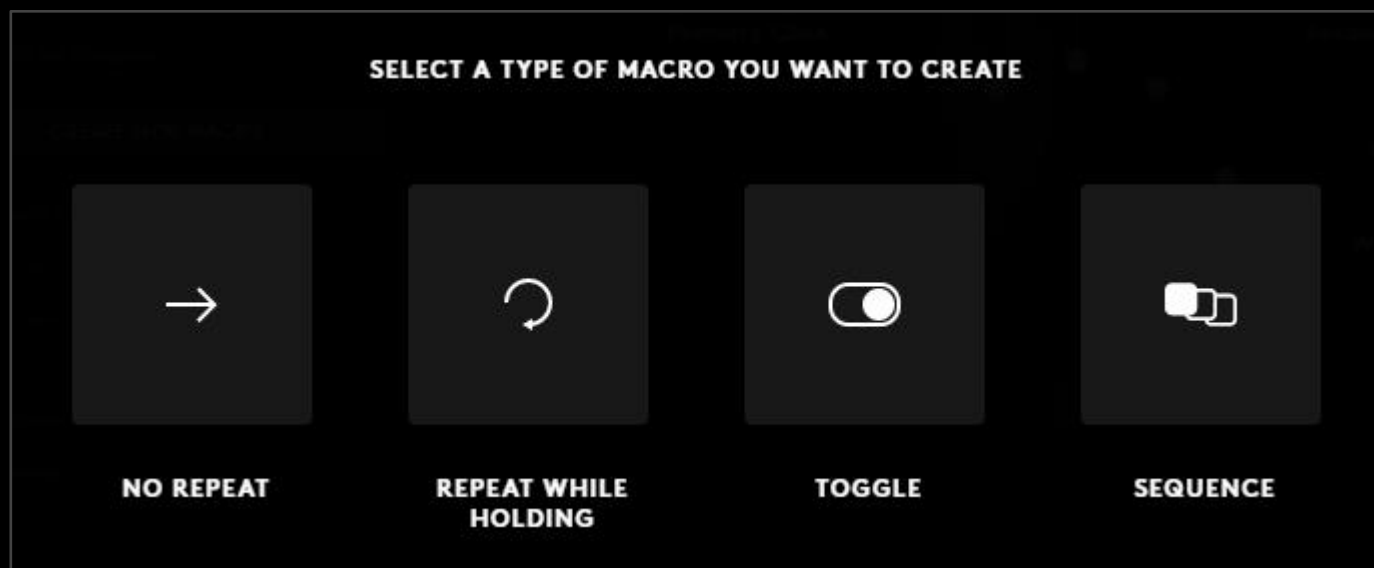 SELECT A TYPE OF MACRO YOU WANT TO CREATE
NO REPEAT
REPEAT WHILE
HOLDING
TOGGLE
SEQUENCE